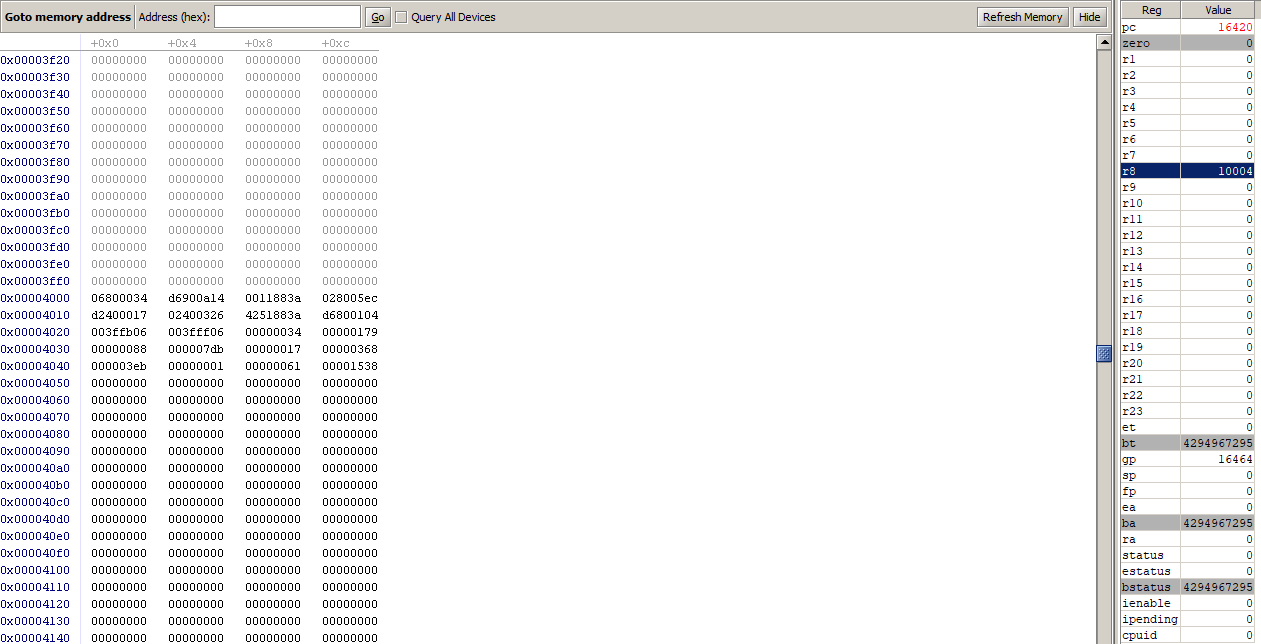 Goto memory address Address (hex): Go Query All Devices Refresh Memory Hide
+0x0 +0x4 +0x8 +0xc
0x00003f20 00000000 00000000 00000000 00000000
0x00003f30 00000000 00000000 00000000 00000000
0x00003f40 00000000 00000000 00000000 00000000
0x00003f50 00000000 00000000 00000000 00000000
0x00003f60 00000000 00000000 00000000 00000000
0x00003f70 00000000 00000000 00000000 00000000
0x00003f80 00000000 00000000 00000000 00000000
0x00003f90 00000000 00000000 00000000 00000000
0x00003fa0 00000000 00000000 00000000 00000000
0x00003fb0 00000000 00000000 00000000 00000000
0x00003fc0 00000000 00000000 00000000 00000000
0x00003fd0 00000000 00000000 00000000 00000000
0x00003fe0 00000000 00000000 00000000 00000000
0x00003ff0 00000000 00000000 00000000 00000000
0x00004000 06800034 d6900a14 0011883a 028005ec
0x00004010 d2400017 02400326 4251883a d6800104
0x00004020 003ffb06 003fff06 00000034 00000179
0x00004030 00000088 000007db 00000017 00000368
0x00004040 000003eb 00000001 00000061 00001538
0x00004050 00000000 00000000 00000000 00000000
0x00004060 00000000 00000000 00000000 00000000
0x00004070 00000000 00000000 00000000 00000000
0x00004080 00000000 00000000 00000000 00000000
0x00004090 00000000 00000000 00000000 00000000
0x000040a0 00000000 00000000 00000000 00000000
0x000040b0 00000000 00000000 00000000 00000000
0x000040c0 00000000 00000000 00000000 00000000
0x000040d0 00000000 00000000 00000000 00000000
0x000040e0 00000000 00000000 00000000 00000000
0x000040f0 00000000 00000000 00000000 00000000
0x00004100 00000000 00000000 00000000 00000000
0x00004110 00000000 00000000 00000000 00000000
0x00004120 00000000 00000000 00000000 00000000
0x00004130 00000000 00000000 00000000 00000000
0x00004140 00000000 00000000 00000000 00000000
Reg Value
pc 16420
zero 0
r1 0
r2 0
r3 0
r4 0
r5 0
r6 0
r7 0
r8 10004
r9 0
r10 0
r11 0
r12 0
r13 0
r14 0
r15 0
r16 0
r17 0
r18 0
r19 0
r20 0
r21 0
r22 0
r23 0
et 0
bt 4294967295
gp 16464
sp 0
fp 0
ea 0
ba 4294967295
ra 0
status 0
estatus 0
bstatus 4294967295
ienable 0
ipending 0
cpuid 0